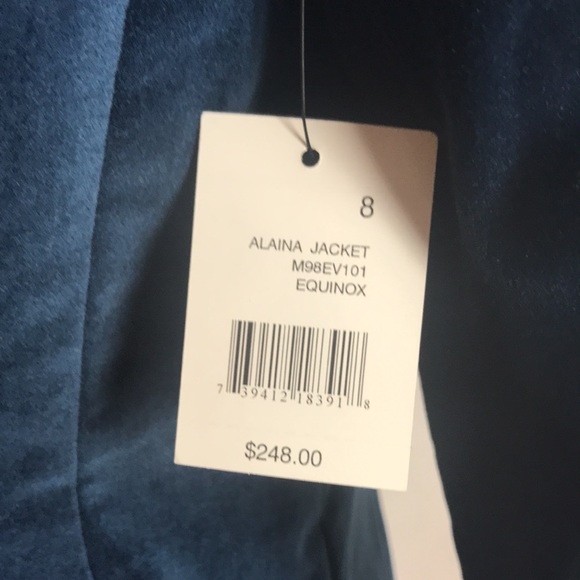 8
ALAINA JACKET
M98EV101
EQUINOX
7 39412 18391 8
$248.00